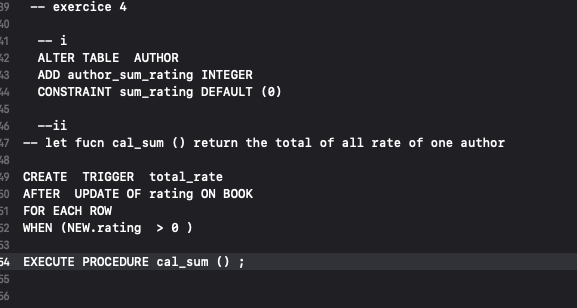 39 -- exercice 4
40
41 -- i
42 ALTER TABLE  AUTHOR
43 ADD author_sum_rating INTEGER
44 CONSTRAINT sum_rating DEFAULT (0)
45
46 --ii
47 -- let fucn cal_sum () return the total of all rate of one author
48
49 CREATE  TRIGGER  total_rate
50 AFTER  UPDATE OF rating ON BOOK
51 FOR EACH ROW
52 WHEN (NEW.rating  > 0 )
53
54 EXECUTE PROCEDURE cal_sum () ;
55
56